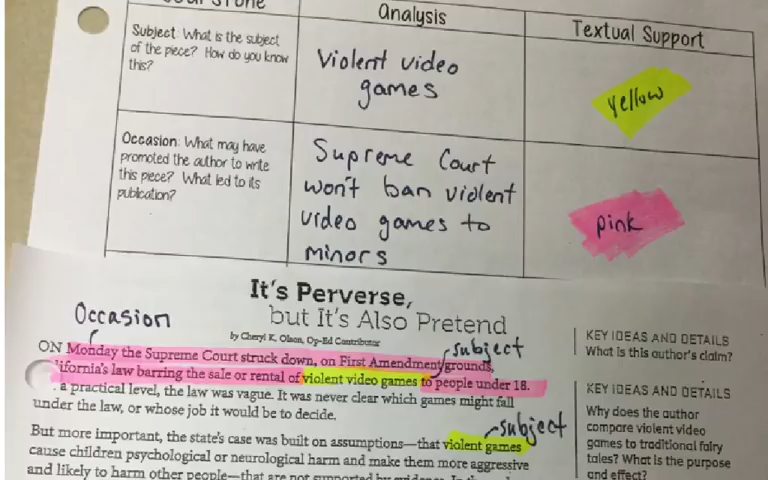 Analysis
Textual Support
Subject: What is the subject
of the piece? How do you know
this?
Violent video
games
yellow
Occasion: What may have
promoted the author to write
this piece? What led to its
publication?
Supreme Court
won't ban violent
video games to
minors
pink
It's Perverse,
but It's Also Pretend
by Cheryl K. Olson, Op-Ed Contributor
Occasion
subject
ON Monday the Supreme Court struck down, on First Amendment grounds,
ifornia's law barring the sale or rental of violent video games to people under 18.
a practical level, the law was vague. It was never clear which games might fall
under the law, or whose job it would be to decide.
subject
But more important, the state's case was built on assumptions—that violent games
cause children psychological or neurological harm and make them more aggressive
and likely to harm other people—that are not supported by evidence. In the
KEY IDEAS AND DETAILS
What is this author's claim?
KEY IDEAS AND DETAILS
Why does the author
compare violent video
games to traditional fairy
tales? What is the purpose
and effect?